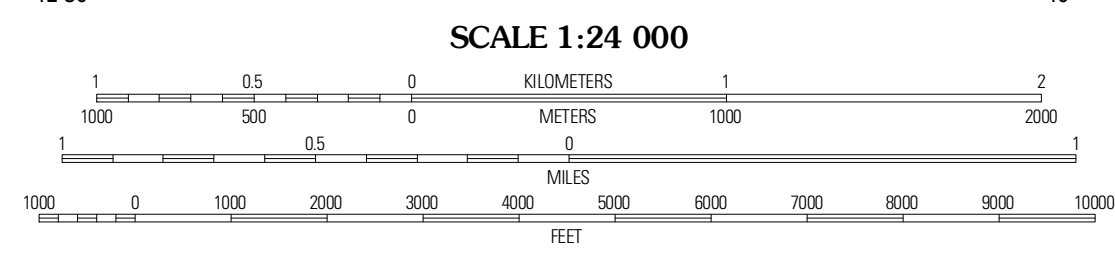 SCALE 1:24 000
1 0.5 0 KILOMETERS 1 2
1000 500 0 METERS 1000 2000
1 0.5 0 1
MILES
1000 0 1000 2000 3000 4000 5000 6000 7000 8000 9000 10000
FEET